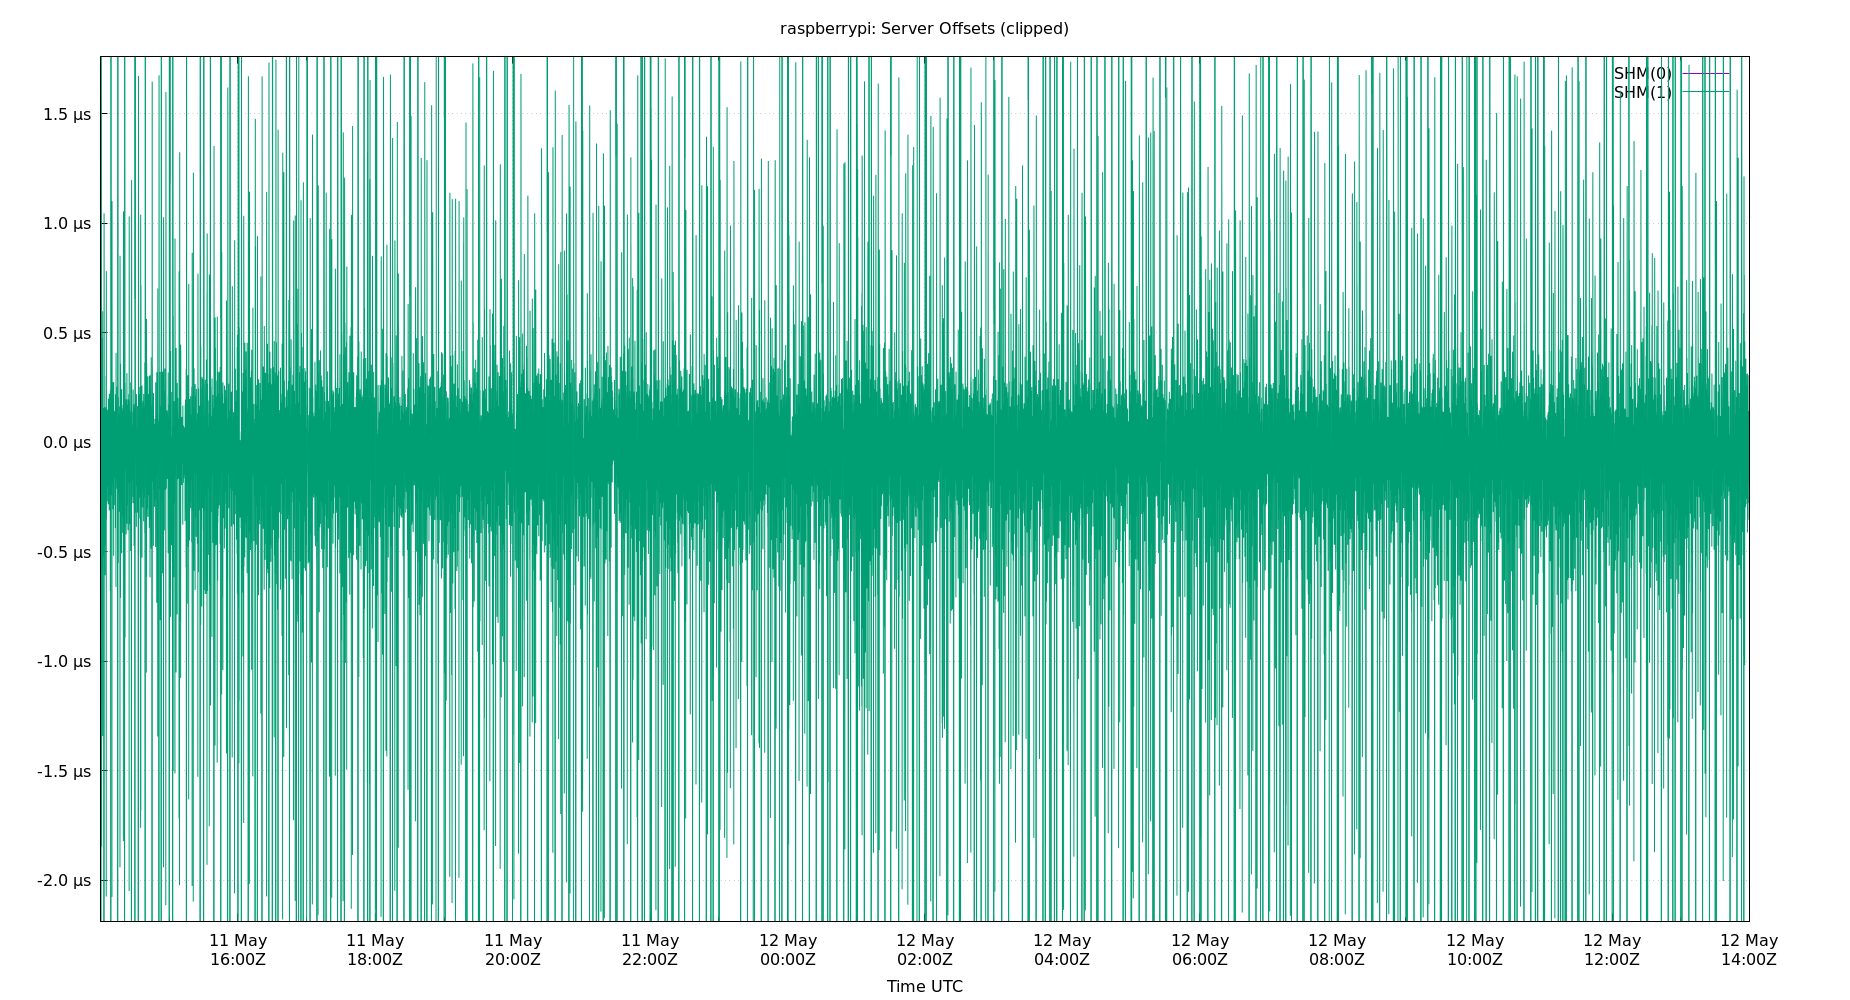 raspberrypi: Server Offsets (clipped)
SHM(0)
SHM(1)
1.5 µs
1.0 µs
0.5 µs
0.0 µs
-0.5 µs
-1.0 µs
-1.5 µs
-2.0 µs
11 May 11 May 11 May 11 May 12 May 12 May 12 May 12 May 12 May 12 May 12 May 12 May
16:00Z 18:00Z 20:00Z 22:00Z 00:00Z 02:00Z 04:00Z 06:00Z 08:00Z 10:00Z 12:00Z 14:00Z
Time UTC